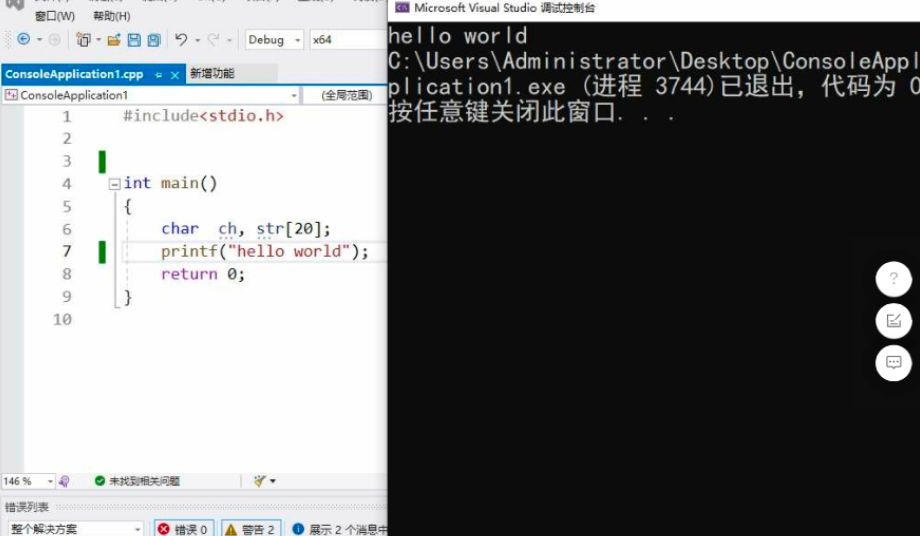 窗口(W) 帮助(H)
Debug x64
ConsoleApplication1.cpp 新增功能
ConsoleApplication1 (全局范围)
1 #include<stdio.h>
2
3
4 int main()
5 {
6 char ch, str[20];
7 printf("hello world");
8 return 0;
9 }
10
146 % 未找到相关问题
错误列表
整个解决方案 错误 0 警告 2 展示 2 个消息中
Microsoft Visual Studio 调试控制台
hello world
C:\Users\Administrator\Desktop\ConsoleAppl
plication1.exe (进程 3744)已退出，代码为 0
按任意键关闭此窗口. . .